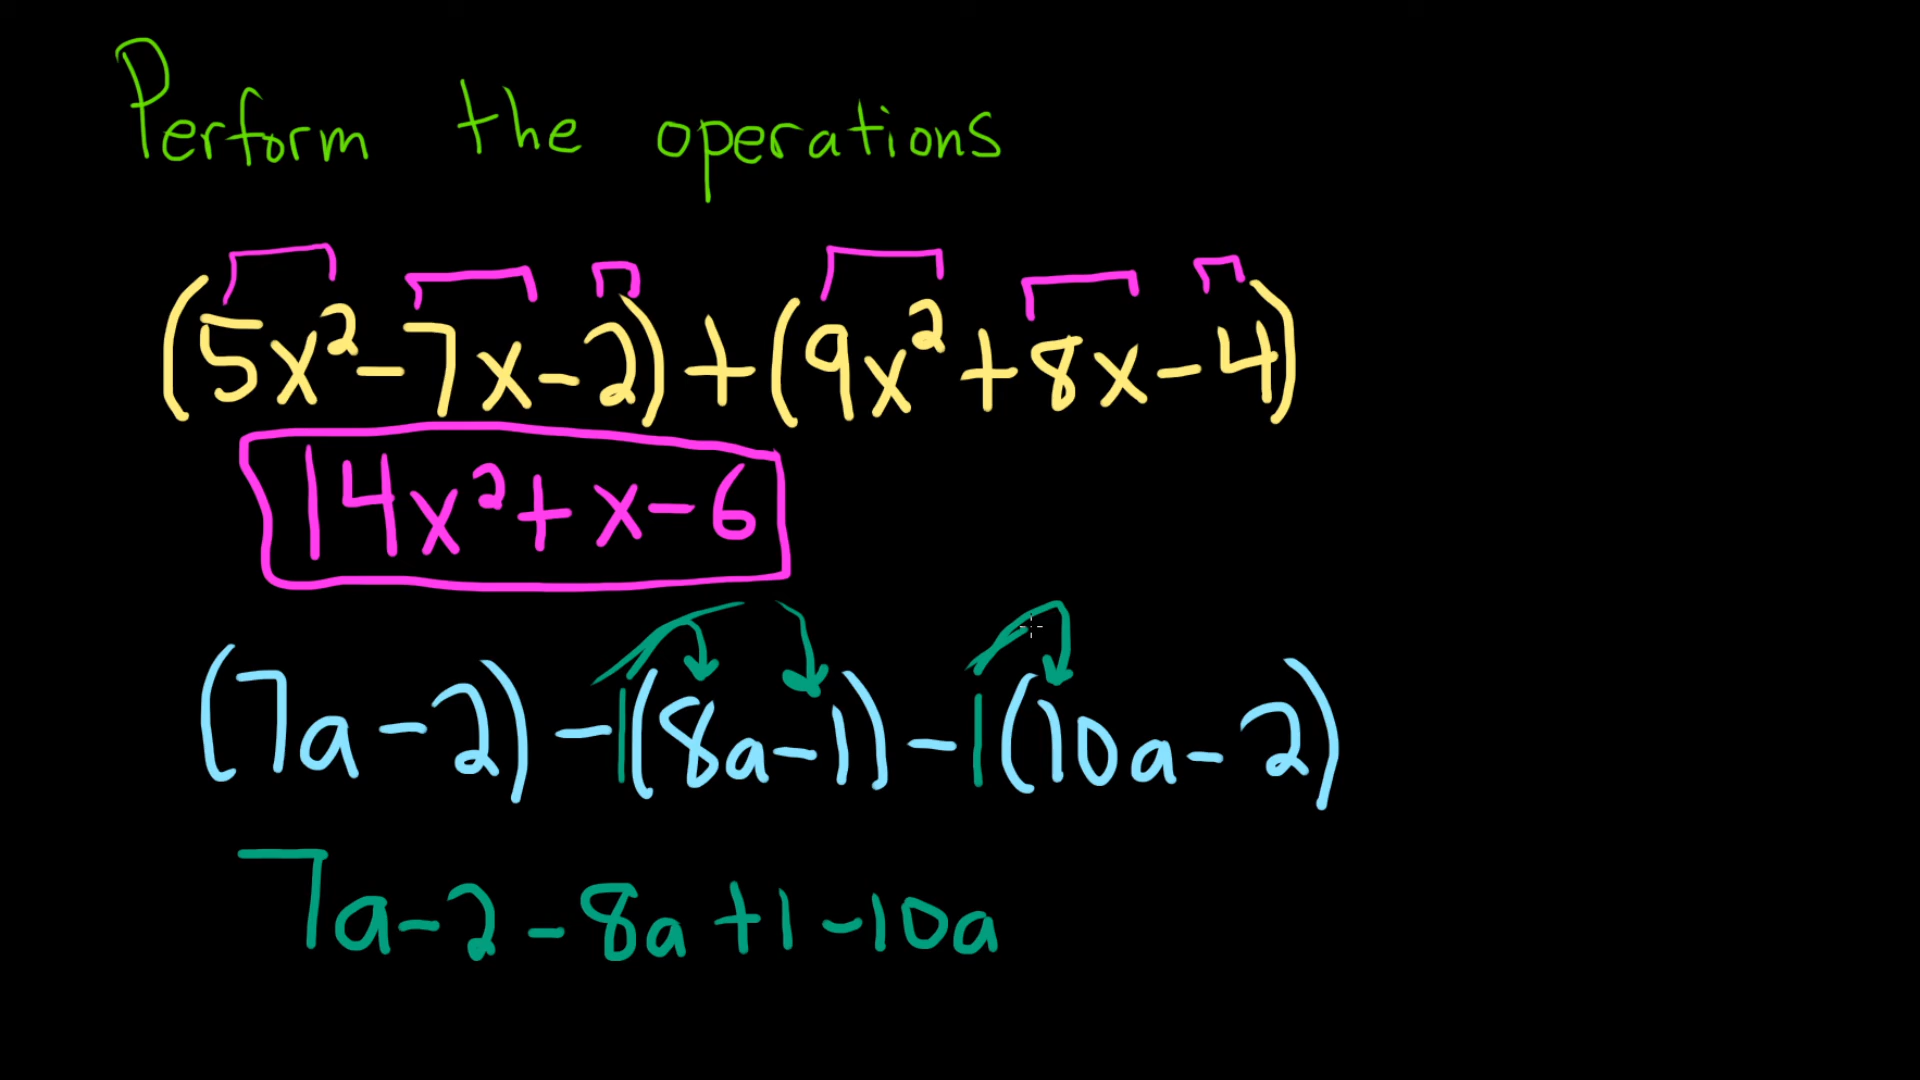 Perform the operations
(5x²-7x-2)+(9x²+8x-4)
14x²+x-6
(7a-2)-1(8a-1)-1(10a-2)
7a-2-8a+1-10a